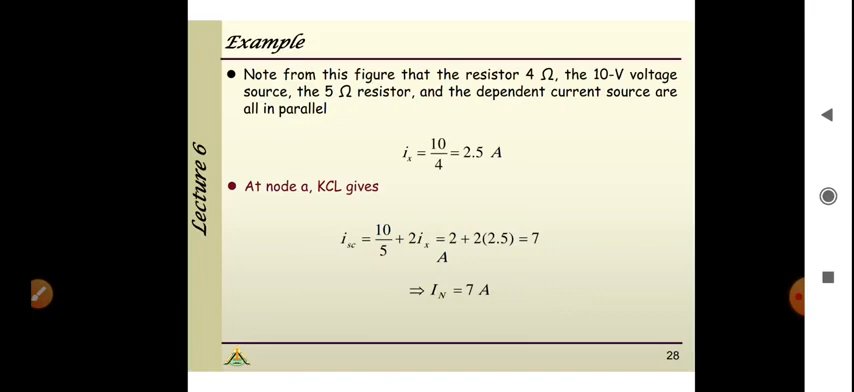 Example
● Note from this figure that the resistor 4 Ω, the 10-V voltage
source, the 5 Ω resistor, and the dependent current source are
all in parallel
i_x = 10/4 = 2.5 A
● At node a, KCL gives
i_sc = 10/5 + 2i_x = 2 + 2(2.5) = 7
A
⇒ I_N = 7 A
Lecture 6
28